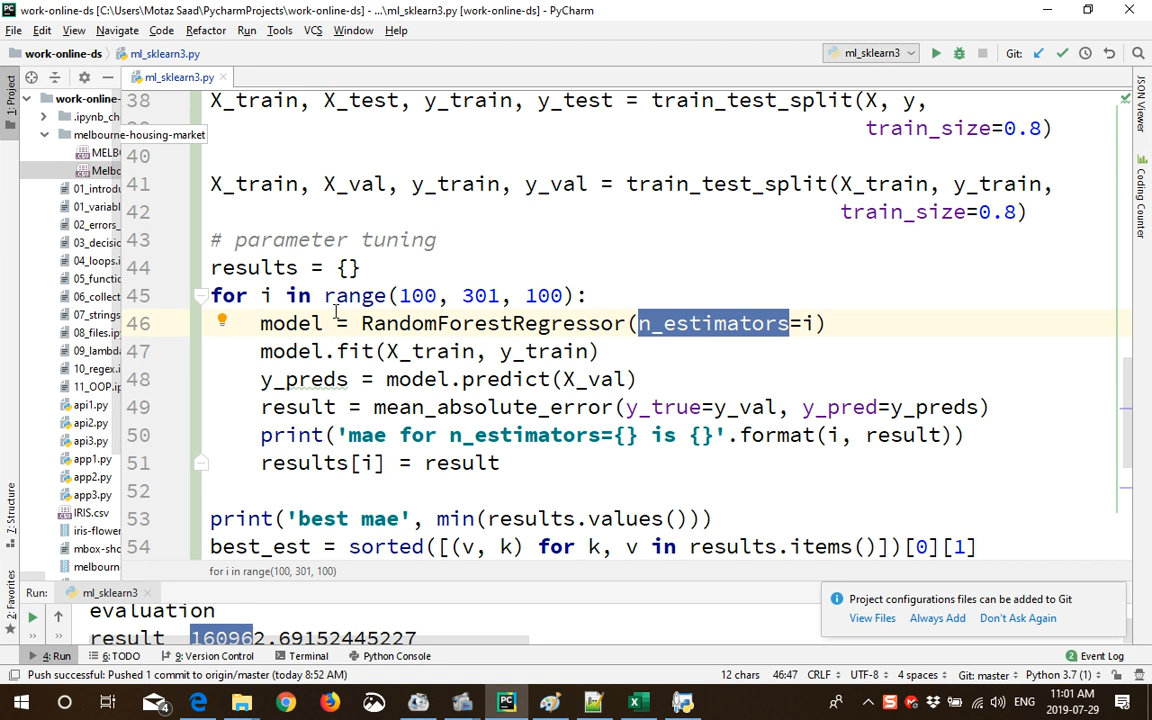 work-online-ds [C:\Users\Motaz Saad\PycharmProjects\work-online-ds] - ...\ml_sklearn3.py [work-online-ds] - PyCharm
File Edit View Navigate Code Refactor Run Tools VCS Window Help
work-online-ds ml_sklearn3.py ml_sklearn3 Git:
1: Project
ml_sklearn3.py
work-online-
.ipynb_ch
melbourne-housing-market
MELB
Melbo
01_introdu
01_variabl
02_errors_
03_decisic
04_loops.i
05_functio
06_collect
07_strings
08_files.ip
09_lambd
10_regex.i
11_OOP.ip
api1.py
api2.py
api3.py
app1.py
app2.py
app3.py
IRIS.csv
iris-flower
mbox-sho
melbourn
38 X_train, X_test, y_train, y_test = train_test_split(X, y,
train_size=0.8)
40
41 X_train, X_val, y_train, y_val = train_test_split(X_train, y_train,
42 train_size=0.8)
43 # parameter tuning
44 results = {}
45 for i in range(100, 301, 100):
46 model = RandomForestRegressor(n_estimators=i)
47 model.fit(X_train, y_train)
48 y_preds = model.predict(X_val)
49 result = mean_absolute_error(y_true=y_val, y_pred=y_preds)
50 print('mae for n_estimators={} is {}'.format(i, result))
51 results[i] = result
52
53 print('best mae', min(results.values()))
54 best_est = sorted([(v, k) for k, v in results.items()])[0][1]
for i in range(100, 301, 100)
JSON Viewer
Coding Counter
7: Structure
2: Favorites
Run: ml_sklearn3
evaluation
result 160962.69152445227
Project configurations files can be added to Git
View Files Always Add Don't Ask Again
4: Run 6: TODO 9: Version Control Terminal Python Console 2 Event Log
Push successful: Pushed 1 commit to origin/master (today 8:52 AM) 12 chars 46:47 CRLF UTF-8 4 spaces Git: master Python 3.7 (1)
4 ENG 11:01 AM
2019-07-29